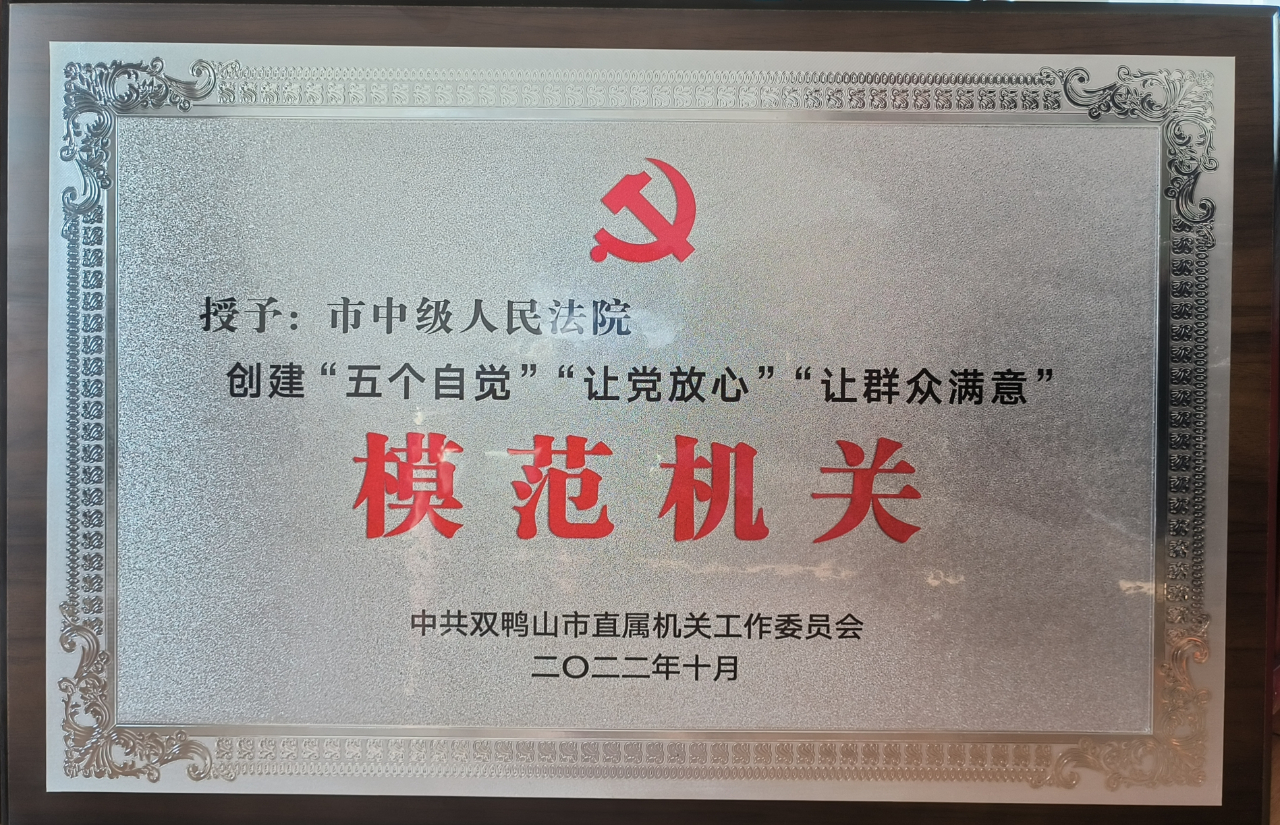 授予：市中级人民法院
创建“五个自觉”“让党放心”“让群众满意”
模范机关
中共双鸭山市直属机关工作委员会
二〇二二年十月